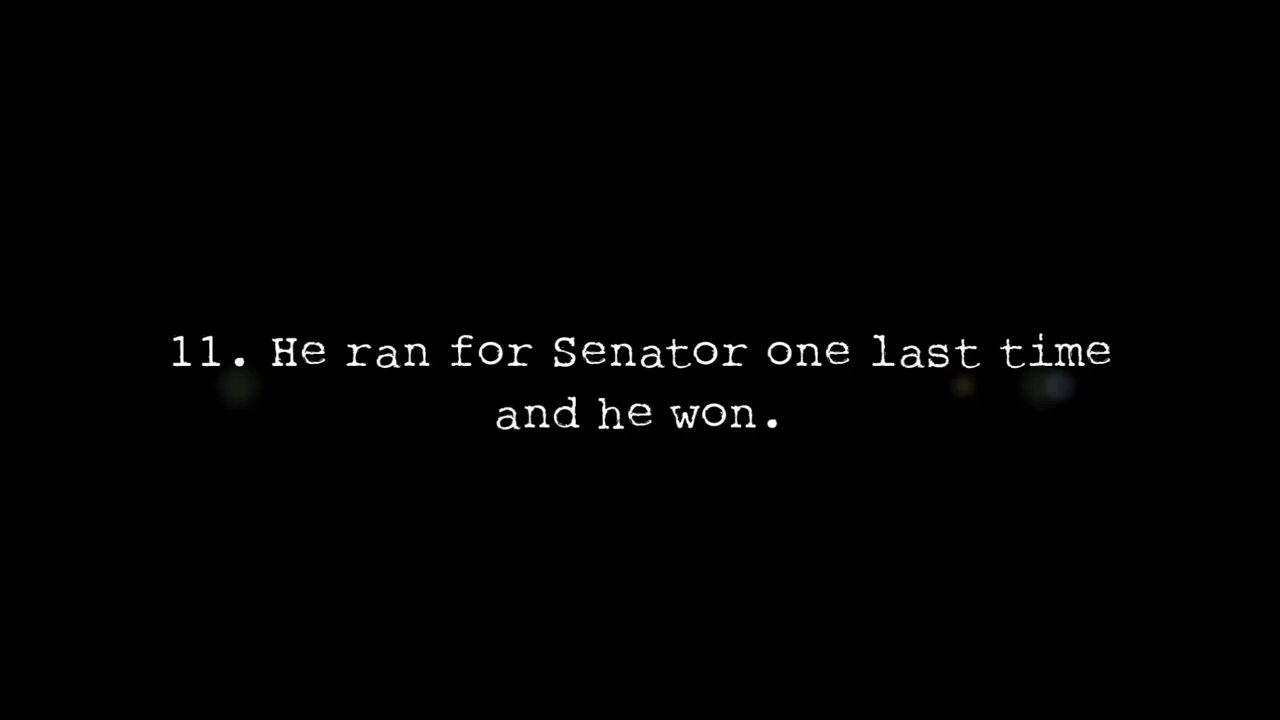 11. He ran for Senator one last time
and he won.